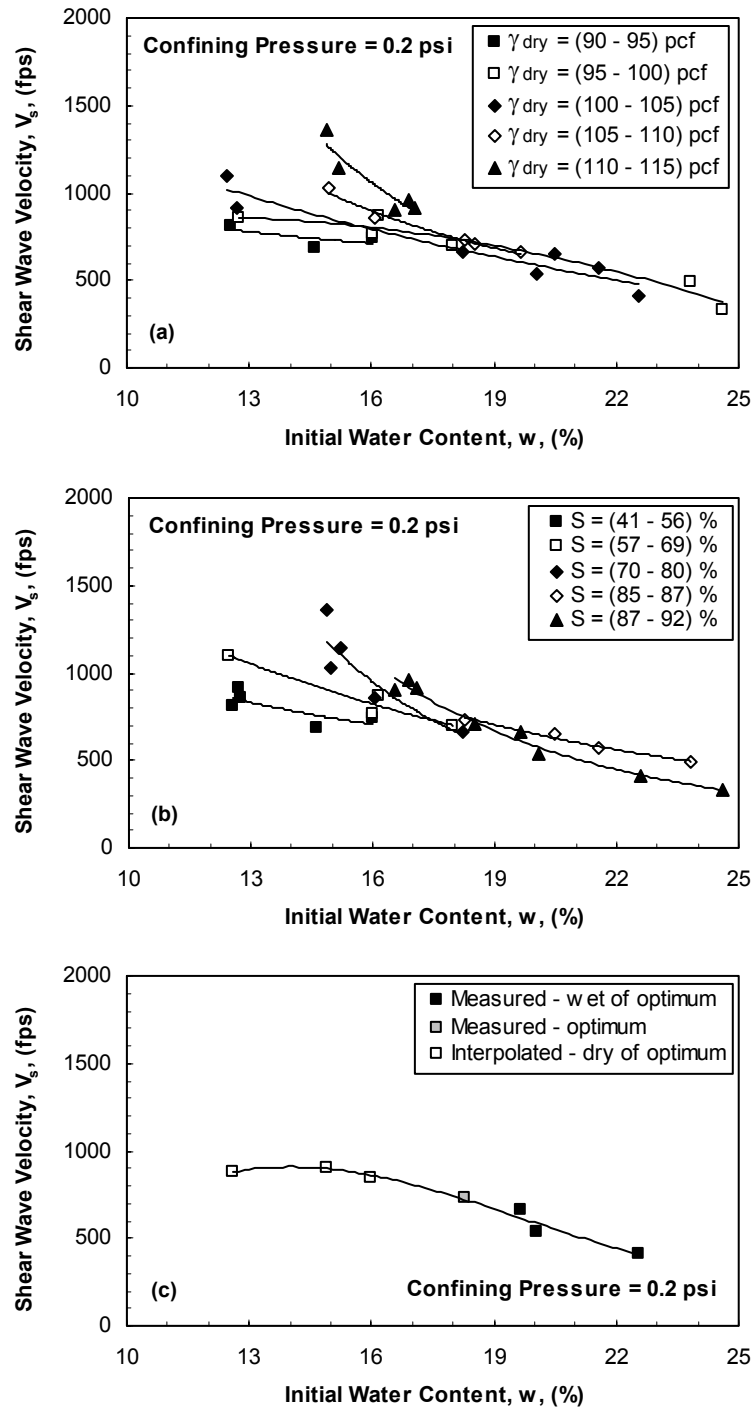 2000
1500
1000
500
0
Shear Wave Velocity, Vs, (fps)
Confining Pressure = 0.2 psi
γ dry = (90 - 95) pcf
γ dry = (95 - 100) pcf
γ dry = (100 - 105) pcf
γ dry = (105 - 110) pcf
γ dry = (110 - 115) pcf
(a)
10 13 16 19 22 25
Initial Water Content, w, (%)
2000
1500
1000
500
0
Shear Wave Velocity, Vs, (fps)
Confining Pressure = 0.2 psi
S = (41 - 56) %
S = (57 - 69) %
S = (70 - 80) %
S = (85 - 87) %
S = (87 - 92) %
(b)
10 13 16 19 22 25
Initial Water Content, w, (%)
2000
1500
1000
500
0
Shear Wave Velocity, Vs, (fps)
Measured - wet of optimum
Measured - optimum
Interpolated - dry of optimum
(c)
Confining Pressure = 0.2 psi
10 13 16 19 22 25
Initial Water Content, w, (%)